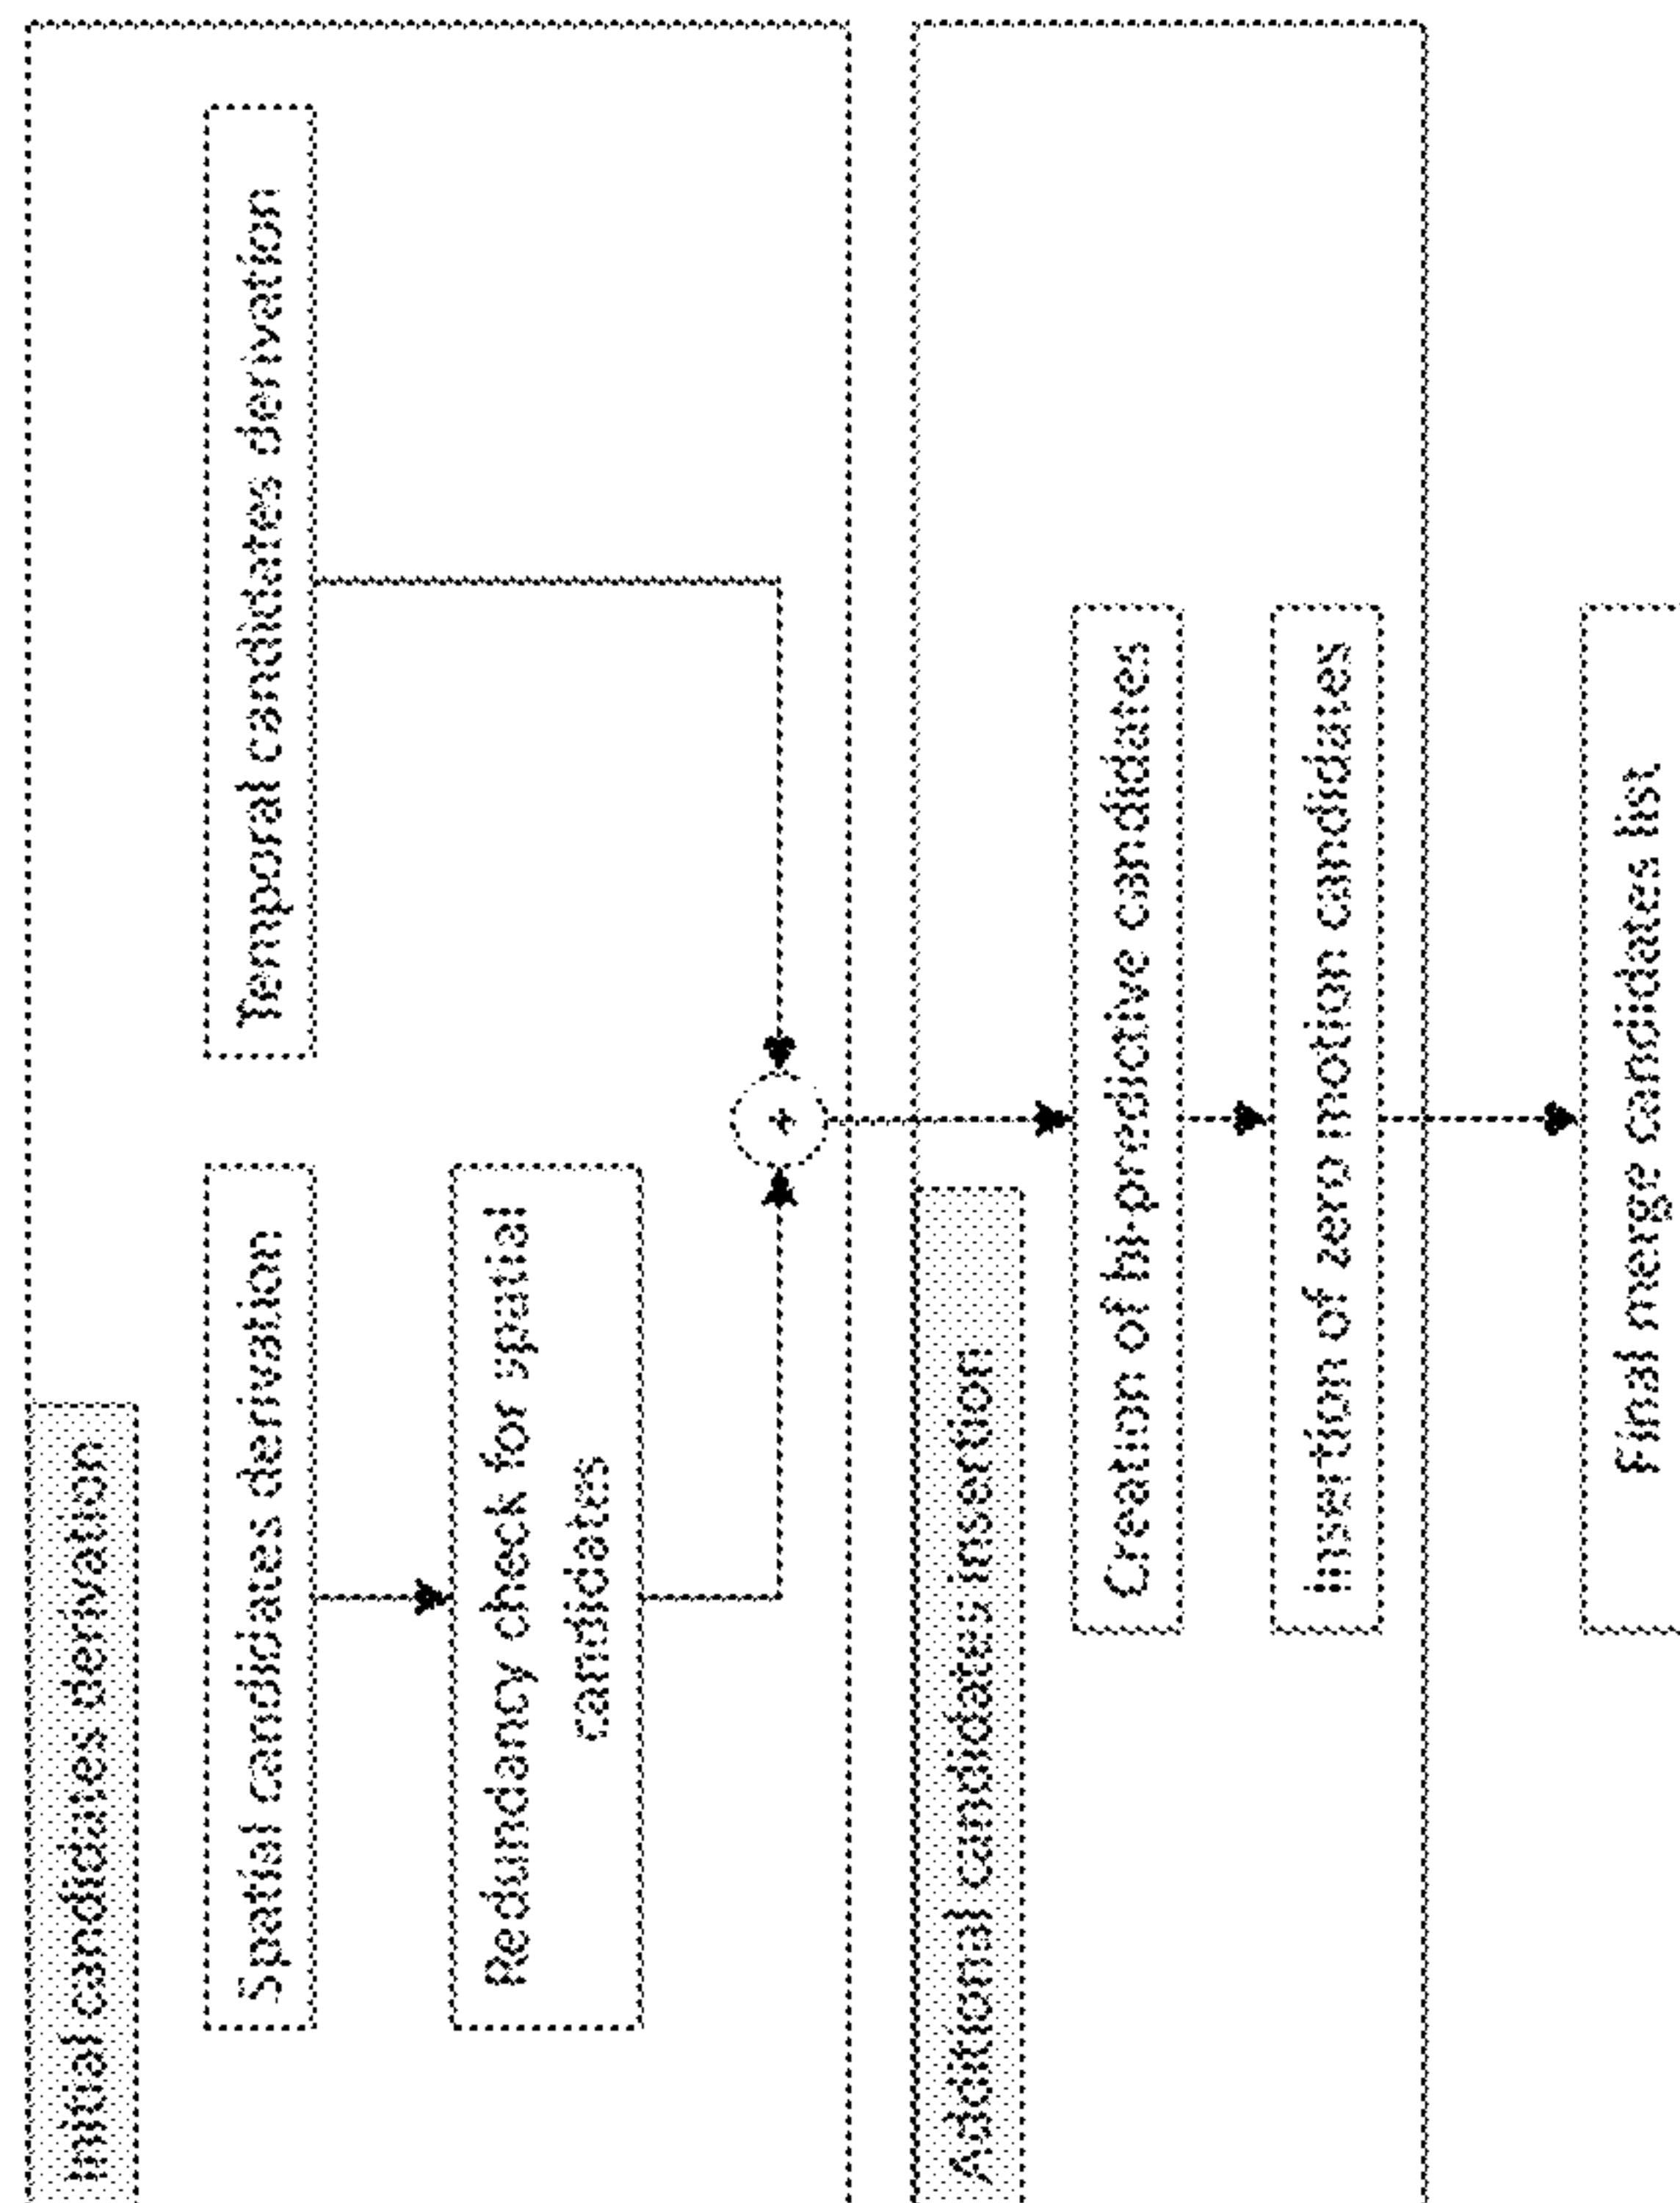 Initial candidates derivation
Spatial candidates derivation
Temporal candidates derivation
Redundancy check for spatial
candidates
+
Additional candidates insertion
Creation of bi-predictive candidates
Insertion of zero motion candidates
Final merge candidates list